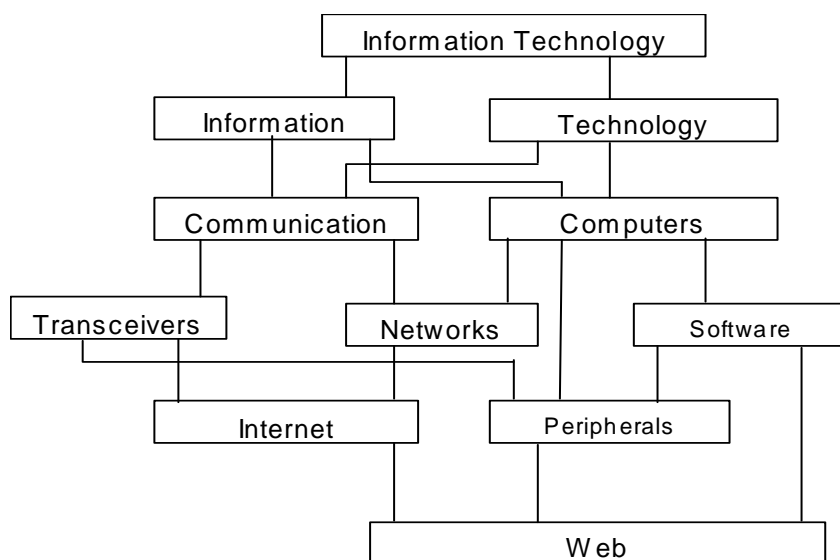 Information Technology
Information
Technology
Communication
Computers
Transceivers
Networks
Software
Internet
Peripherals
Web